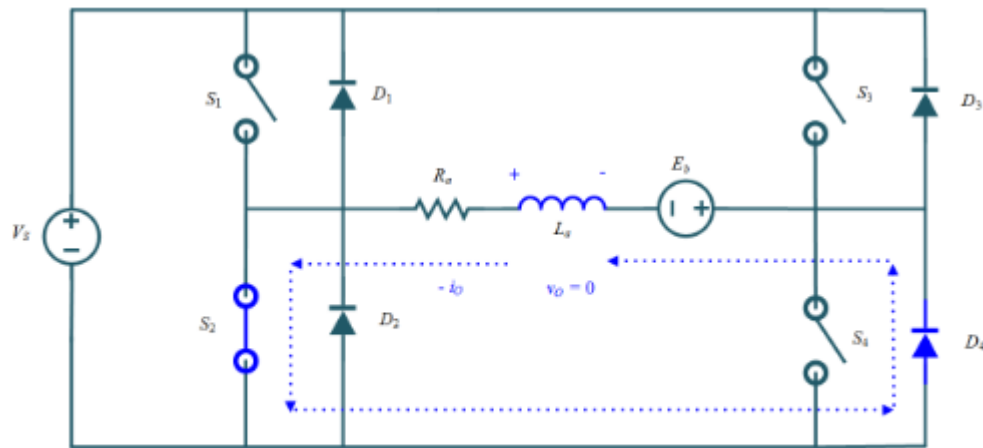 S1
D1
S3
D3
Ra
+
-
Eb
+
-
Vs
La
- iO
vO = 0
S2
D2
S4
D4